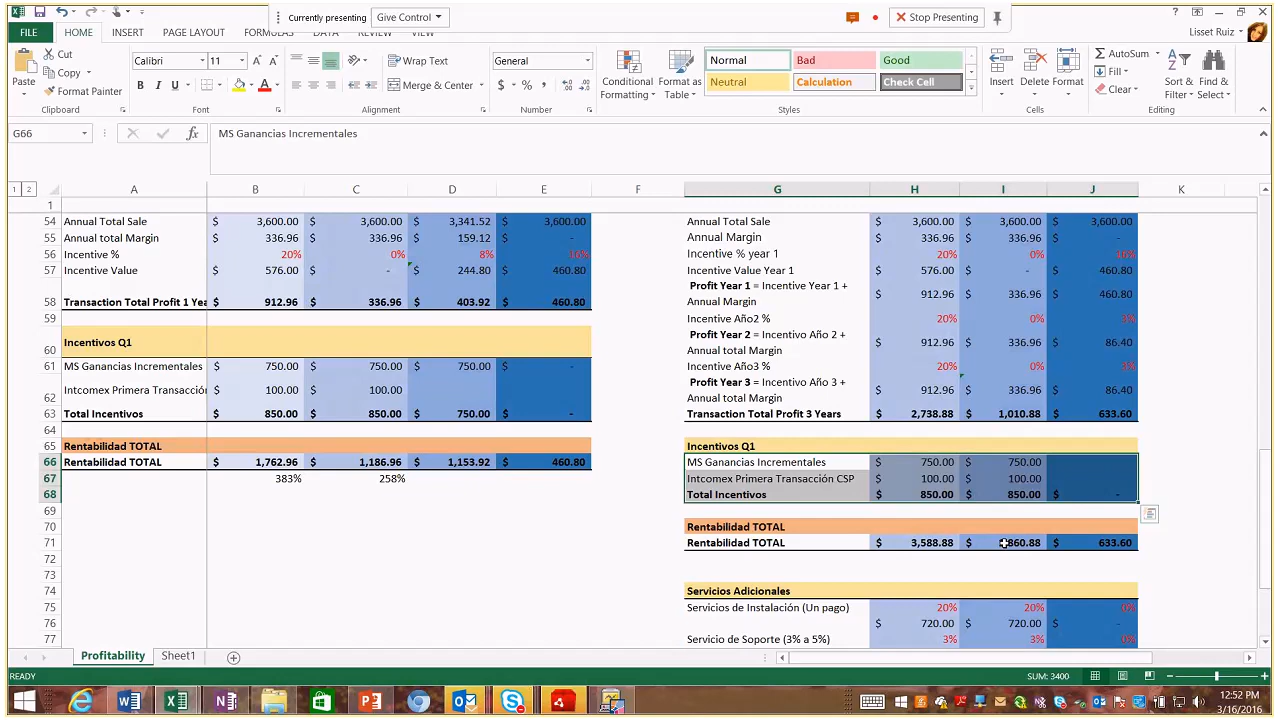 Currently presenting Give Control Stop Presenting
FILE HOME INSERT PAGE LAYOUT FORMULAS DATA REVIEW VIEW Lisset Ruiz
Paste Cut Copy Format Painter Clipboard
Calibri 11 B I U Font
Wrap Text Merge & Center Alignment
General $ % , Number
Conditional Formatting Format as Table Normal Bad Good Neutral Calculation Check Cell Styles
Insert Delete Format Cells
AutoSum Fill Clear Sort & Filter Find & Select Editing
G66 fx MS Ganancias Incrementales
1 2 A B C D E F G H I J K
1
54 Annual Total Sale $ 3,600.00 $ 3,600.00 $ 3,341.52 $ 3,600.00
55 Annual total Margin $ 336.96 $ 336.96 $ 159.12 $ -
56 Incentive % 20% 0% 8% 16%
57 Incentive Value $ 576.00 $ - $ 244.80 $ 460.80
58 Transaction Total Profit 1 Yea $ 912.96 $ 336.96 $ 403.92 $ 460.80
59
60 Incentivos Q1
61 MS Ganancias Incrementales $ 750.00 $ 750.00 $ 750.00 $ -
62 Intcomex Primera Transacción $ 100.00 $ 100.00
63 Total Incentivos $ 850.00 $ 850.00 $ 750.00 $ -
64
65 Rentabilidad TOTAL
66 Rentabilidad TOTAL $ 1,762.96 $ 1,186.96 $ 1,153.92 $ 460.80
67 383% 258%
68
69
70
71
72
73
74
75
76
77
Annual Total Sale $ 3,600.00 $ 3,600.00 $ 3,600.00
Annual Margin $ 336.96 $ 336.96 $ -
Incentive % year 1 20% 0% 16%
Incentive Value Year 1 $ 576.00 $ - $ 460.80
Profit Year 1 = Incentive Year 1 +
Annual Margin $ 912.96 $ 336.96 $ 460.80
Incentive Año2 % 20% 0% 3%
Profit Year 2 = Incentivo Año 2 +
Annual total Margin $ 912.96 $ 336.96 $ 86.40
Incentive Año3 % 20% 0% 3%
Profit Year 3 = Incentivo Año 3 +
Annual total Margin $ 912.96 $ 336.96 $ 86.40
Transaction Total Profit 3 Years $ 2,738.88 $ 1,010.88 $ 633.60
Incentivos Q1
MS Ganancias Incrementales $ 750.00 $ 750.00
Intcomex Primera Transacción CSP $ 100.00 $ 100.00
Total Incentivos $ 850.00 $ 850.00 $ -
Rentabilidad TOTAL
Rentabilidad TOTAL $ 3,588.88 $ 860.88 $ 633.60
Servicios Adicionales
Servicios de Instalación (Un pago) 20% 20% 0%
$ 720.00 $ 720.00 $ -
Servicio de Soporte (3% a 5%) 3% 3% 0%
Profitability Sheet1
READY SUM: 3400
12:52 PM
3/16/2016